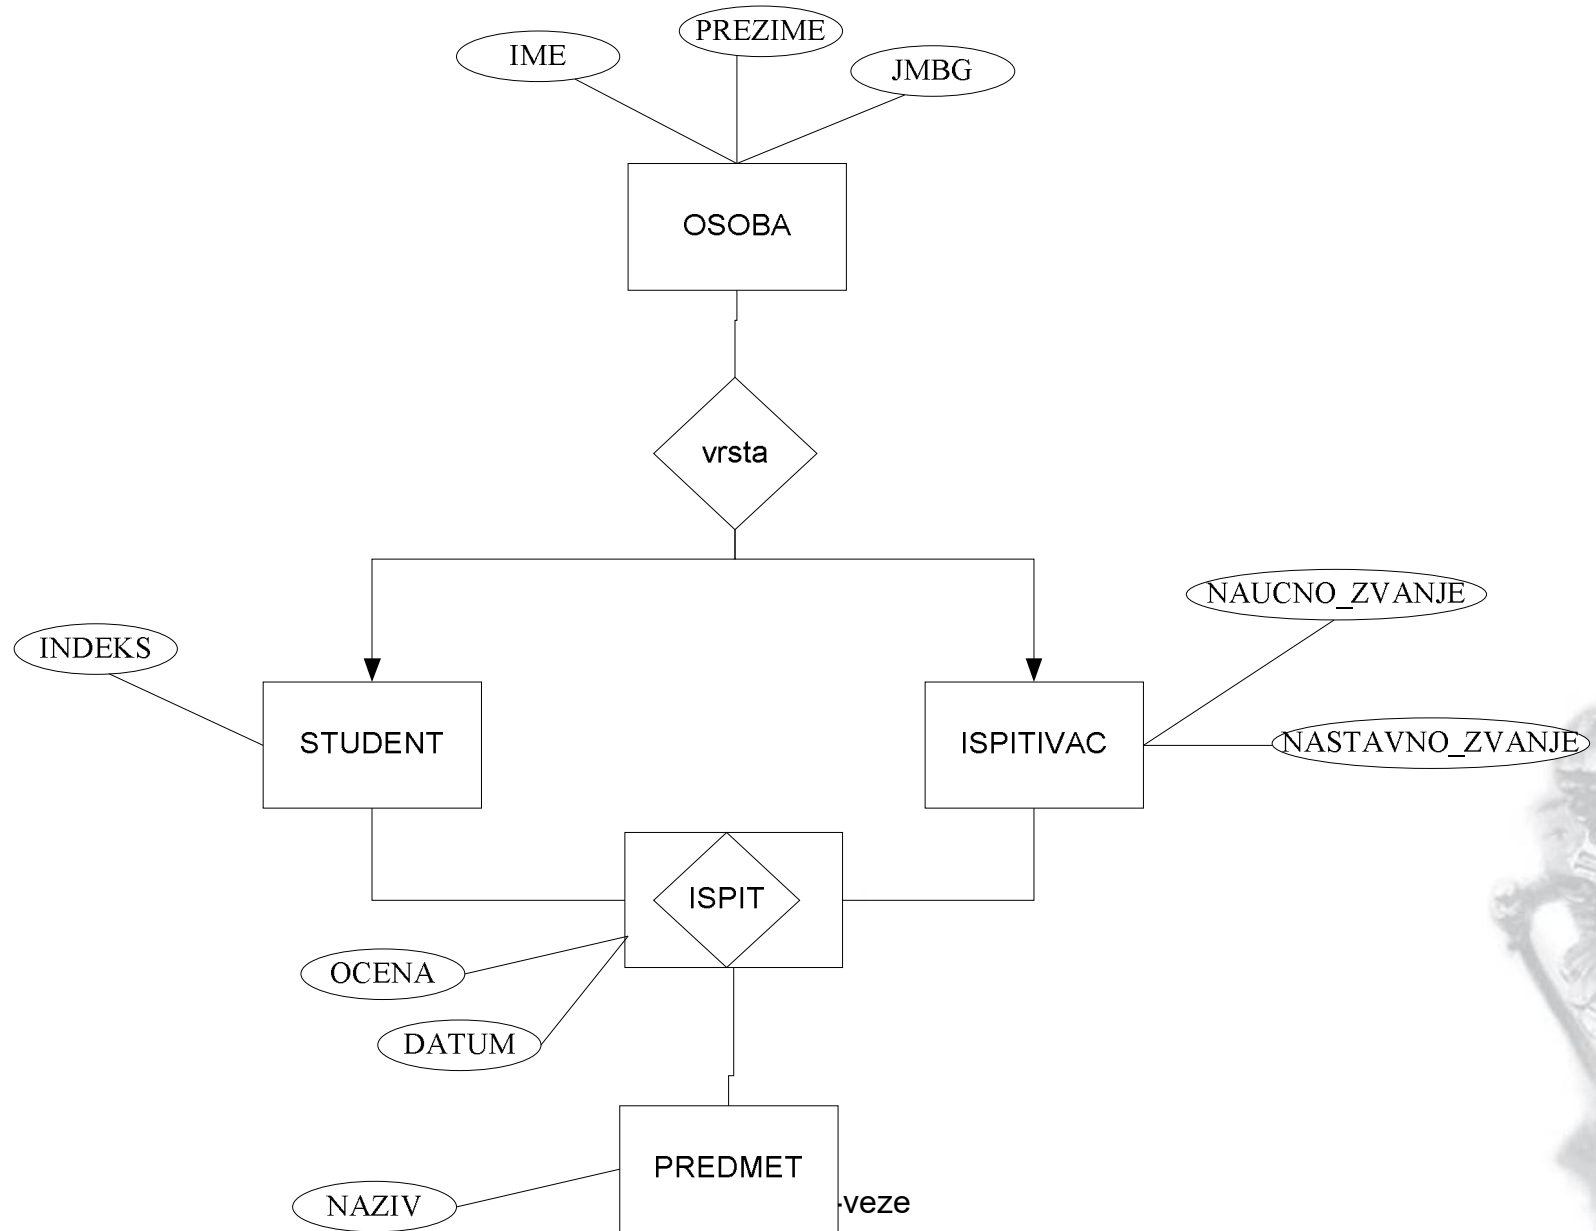 PREZIME
IME
JMBG
OSOBA
vrsta
NAUCNO_ZVANJE
INDEKS
STUDENT
ISPITIVAC
NASTAVNO_ZVANJE
ISPIT
OCENA
DATUM
PREDMET
NAZIV
veze